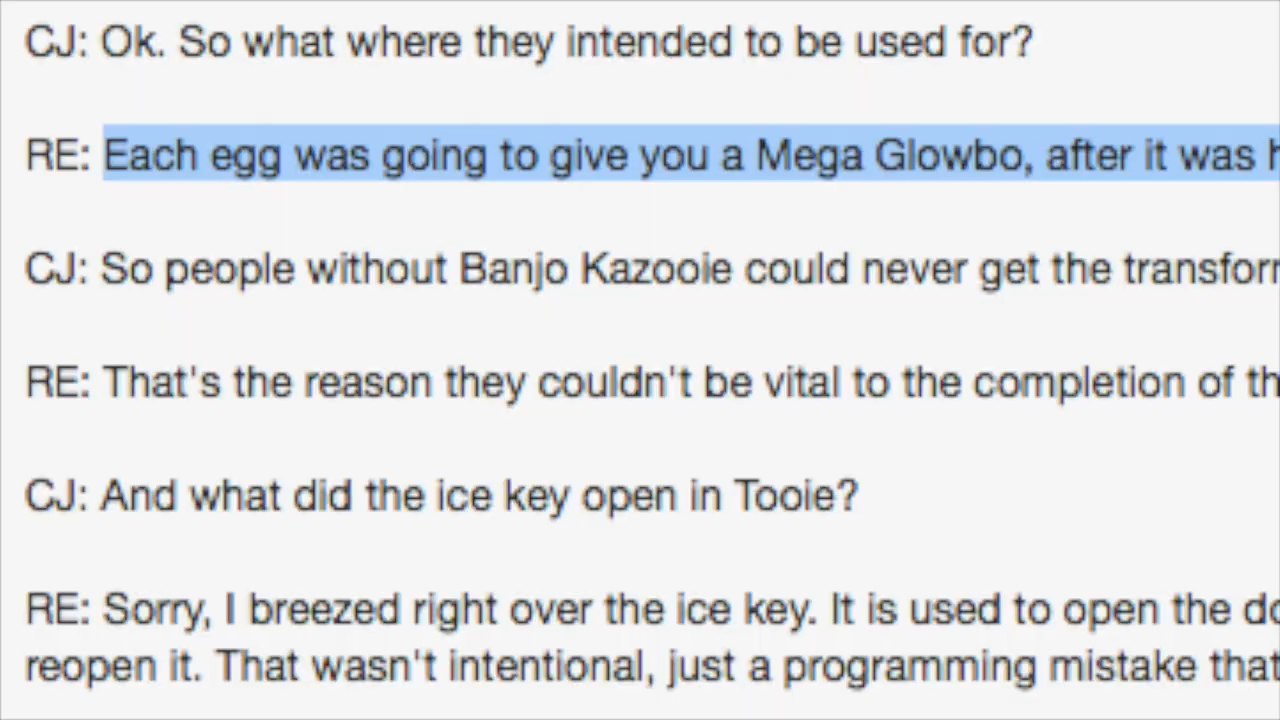 CJ: Ok. So what where they intended to be used for?
RE: Each egg was going to give you a Mega Glowbo, after it was
CJ: So people without Banjo Kazooie could never get the
RE: That's the reason they couldn't be vital to the completion of
CJ: And what did the ice key open in Tooie?
RE: Sorry, I breezed right over the ice key. It is used to open the
reopen it. That wasn't intentional, just a programming mistake that